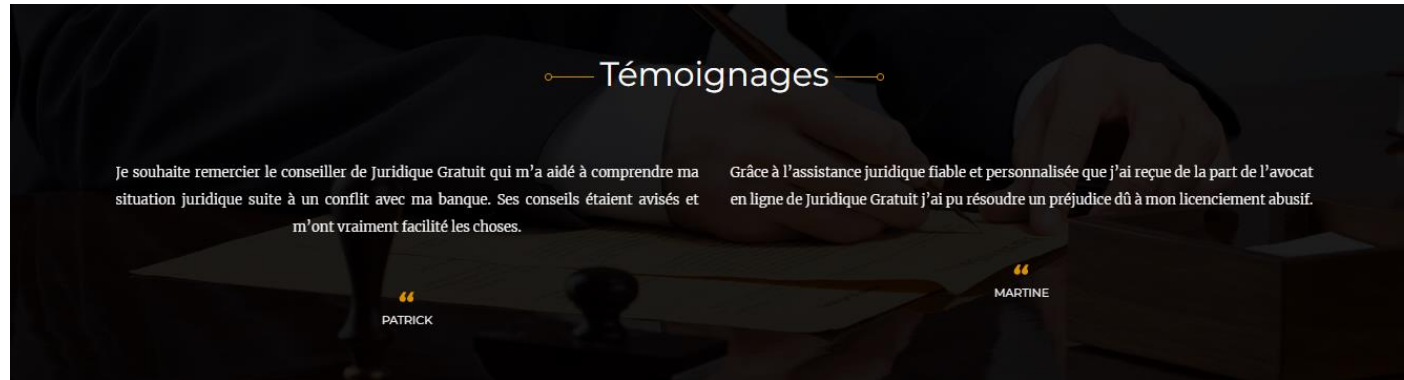 Témoignages
Je souhaite remercier le conseiller de Juridique Gratuit qui m’a aidé à comprendre ma
situation juridique suite à un conflit avec ma banque. Ses conseils étaient avisés et
m’ont vraiment facilité les choses.
“
PATRICK
Grâce à l’assistance juridique fiable et personnalisée que j’ai reçue de la part de l’avocat
en ligne de Juridique Gratuit j’ai pu résoudre un préjudice dû à mon licenciement abusif.
“
MARTINE